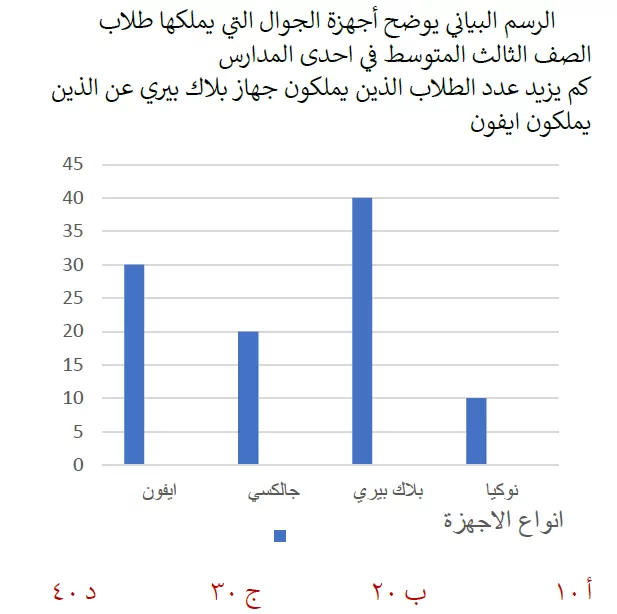 الرسم البياني يوضح أجهزة الجوال التي يملكها طلاب
الصف الثالث المتوسط في احدى المدارس
كم يزيد عدد الطلاب الذين يملكون جهاز بلاك بيري عن الذين
يملكون ايفون
45
40
35
30
25
20
15
10
5
0
ايفون جالكسي بلاك بيري نوكيا
انواع الاجهزة
أ ١٠ ب ٢٠ ج ٣٠ د ٤٠